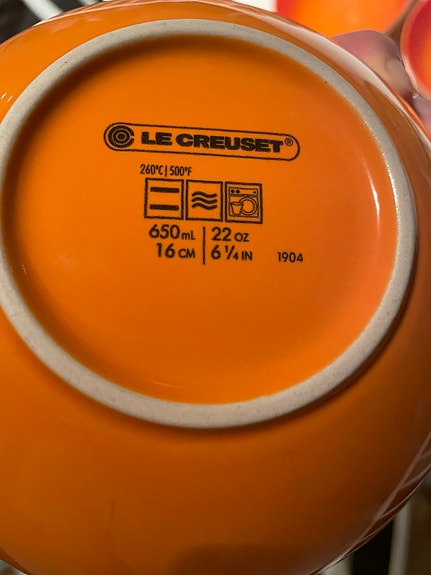 LE CREUSET®
260°C | 500°F
650 mL | 22 OZ
16 CM | 6 ¼ IN 1904